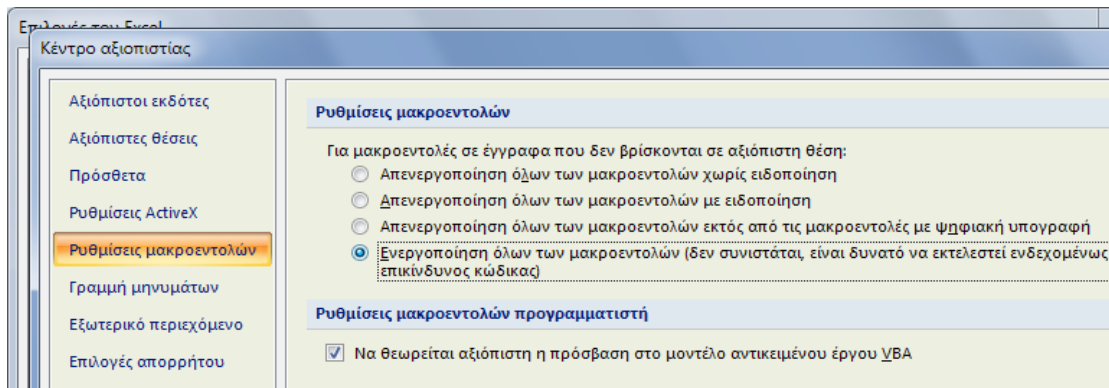 Επιλογές του Excel
Κέντρο αξιοπιστίας
Αξιόπιστοι εκδότες
Αξιόπιστες θέσεις
Πρόσθετα
Ρυθμίσεις ActiveX
Ρυθμίσεις μακροεντολών
Γραμμή μηνυμάτων
Εξωτερικό περιεχόμενο
Επιλογές απορρήτου
Ρυθμίσεις μακροεντολών
Για μακροεντολές σε έγγραφα που δεν βρίσκονται σε αξιόπιστη θέση:
Απενεργοποίηση όλων των μακροεντολών χωρίς ειδοποίηση
Απενεργοποίηση όλων των μακροεντολών με ειδοποίηση
Απενεργοποίηση όλων των μακροεντολών εκτός από τις μακροεντολές με ψηφιακή υπογραφή
Ενεργοποίηση όλων των μακροεντολών (δεν συνιστάται, είναι δυνατό να εκτελεστεί ενδεχομένως
επικίνδυνος κώδικας)
Ρυθμίσεις μακροεντολών προγραμματιστή
Να θεωρείται αξιόπιστη η πρόσβαση στο μοντέλο αντικειμένου έργου VBA